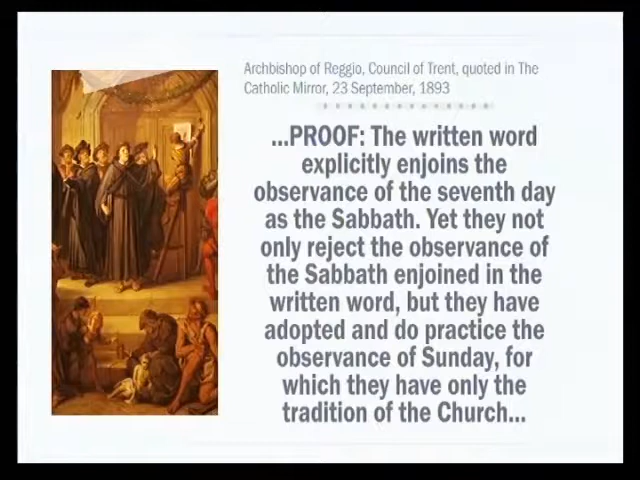 Archbishop of Reggio, Council of Trent, quoted in The
Catholic Mirror, 23 September, 1893
...PROOF: The written word
explicitly enjoins the
observance of the seventh day
as the Sabbath. Yet they not
only reject the observance of
the Sabbath enjoined in the
written word, but they have
adopted and do practice the
observance of Sunday, for
which they have only the
tradition of the Church...